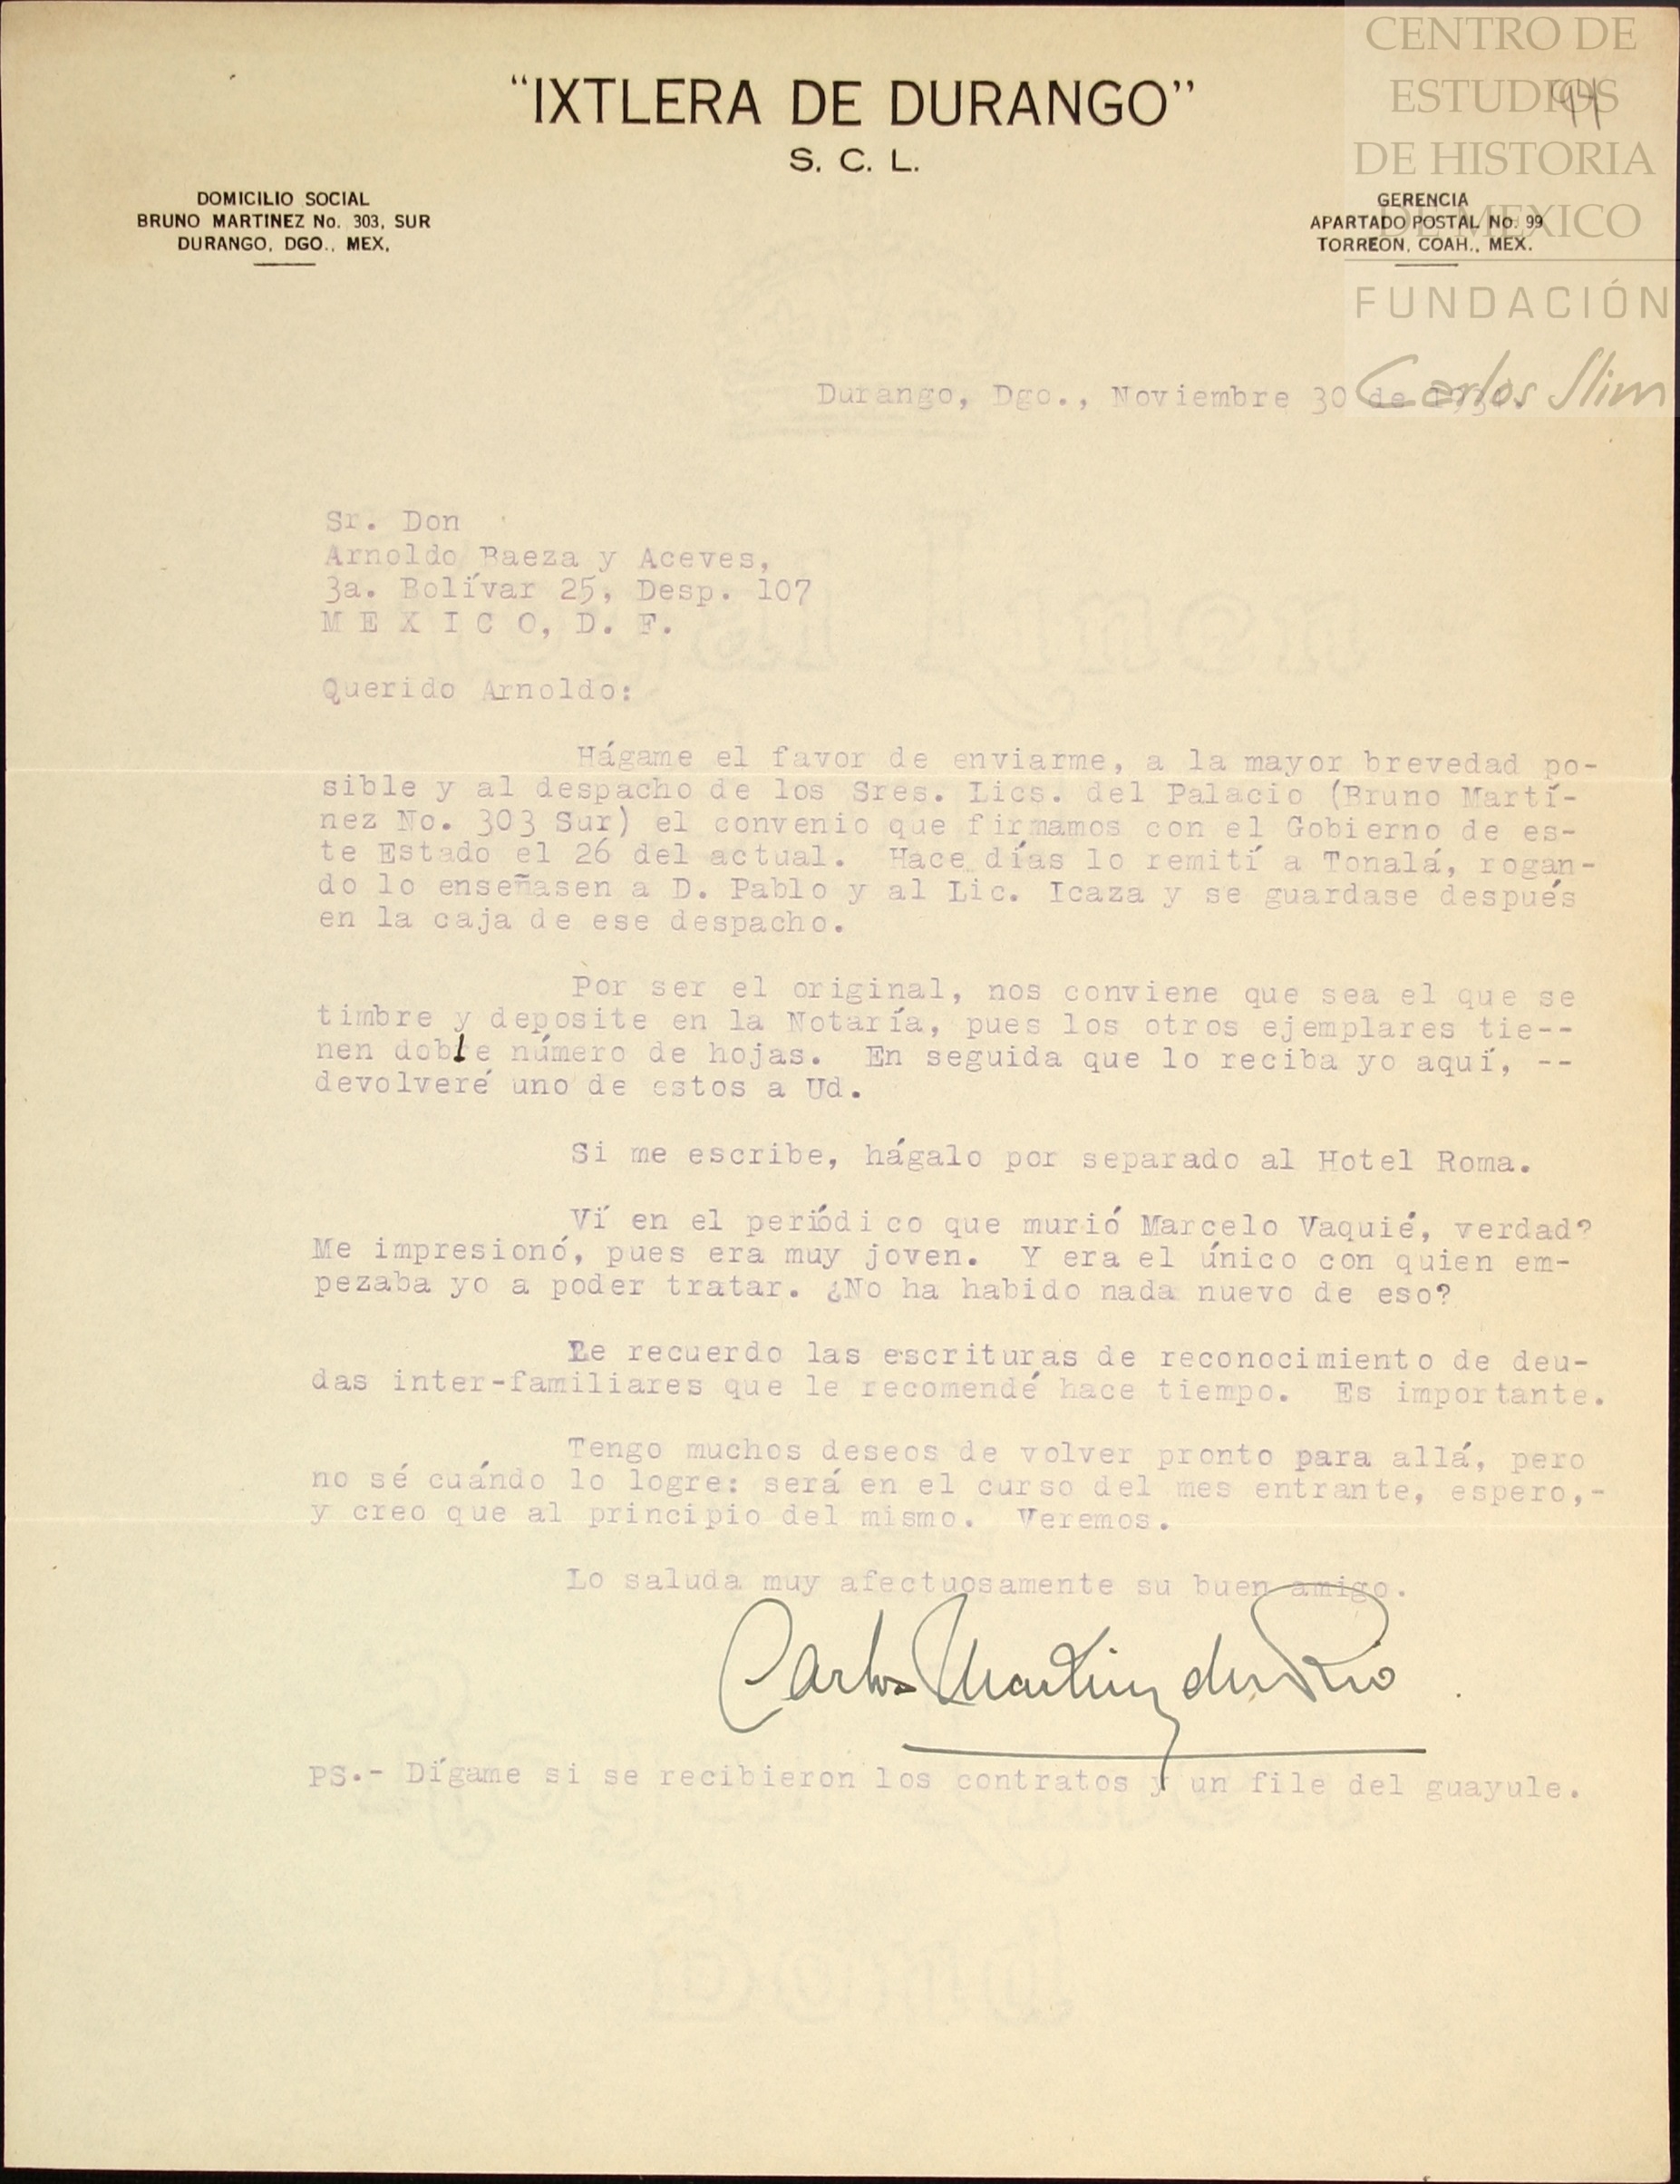 CENTRO DE
ESTUDIOS
DE HISTORIA
DE MEXICO
FUNDACIÓN
Carlos Slim
94
"IXTLERA DE DURANGO"
S. C. L.
DOMICILIO SOCIAL
BRUNO MARTINEZ No. 303, SUR
DURANGO, DGO., MEX.
GERENCIA
APARTADO POSTAL No. 99
TORREON, COAH., MEX.
Durango, Dgo., Noviembre 30 de
Sr. Don
Arnoldo Baeza y Aceves,
3a. Bolívar 25, Desp. 107
M E X I C O, D. F.
Querido Arnoldo:
Hágame el favor de enviarme, a la mayor brevedad po-
sible y al despacho de los Sres. Lics. del Palacio (Bruno Martí-
nez No. 303 Sur) el convenio que firmamos con el Gobierno de es-
te Estado el 26 del actual. Hace días lo remití a Tonalá, rogan-
do lo enseñasen a D. Pablo y al Lic. Icaza y se guardase después
en la caja de ese despacho.
Por ser el original, nos conviene que sea el que se
timbre y deposite en la Notaría, pues los otros ejemplares tie--
nen doble número de hojas. En seguida que lo reciba yo aquí, --
devolveré uno de estos a Ud.
Si me escribe, hágalo por separado al Hotel Roma.
Ví en el periódico que murió Marcelo Vaquié, verdad?
Me impresionó, pues era muy joven. Y era el único con quien em-
pezaba yo a poder tratar. ¿No ha habido nada nuevo de eso?
Le recuerdo las escrituras de reconocimiento de deu-
das inter-familiares que le recomendé hace tiempo. Es importante.
Tengo muchos deseos de volver pronto para allá, pero
no sé cuándo lo logre: será en el curso del mes entrante, espero,-
y creo que al principio del mismo. Veremos.
Lo saluda muy afectuosamente su buen amigo.
Carlos Martinez del Rio
PS.- Dígame si se recibieron los contratos y un file del guayule.